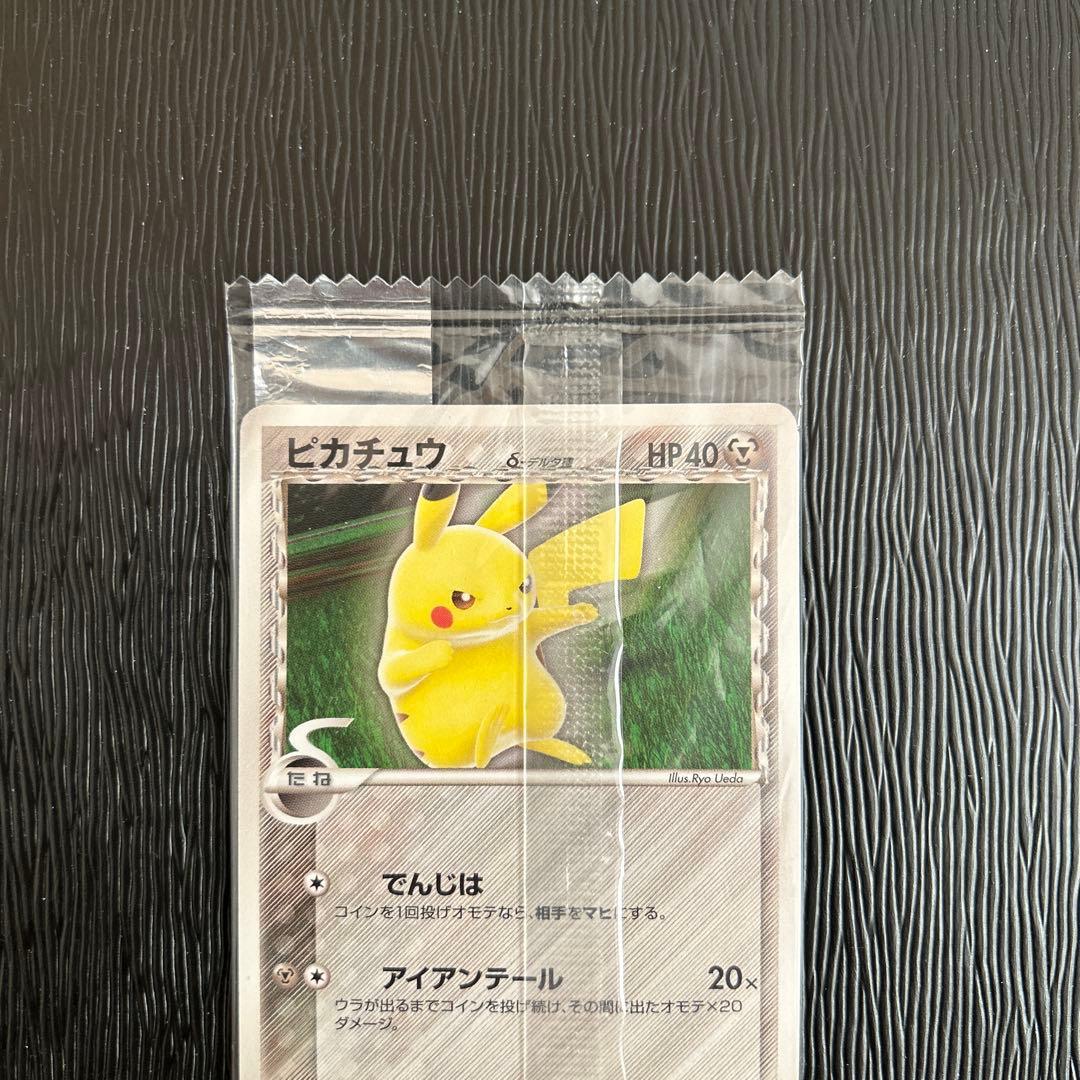 ピカチュウ δ-デルタ種 HP40
たね
Illus.Ryo Ueda
でんじは
コインを1回投げオモテなら、相手をマヒにする。
アイアンテール 20×
ウラが出るまでコインを投げ続け、その間に出たオモテ×20
ダメージ。